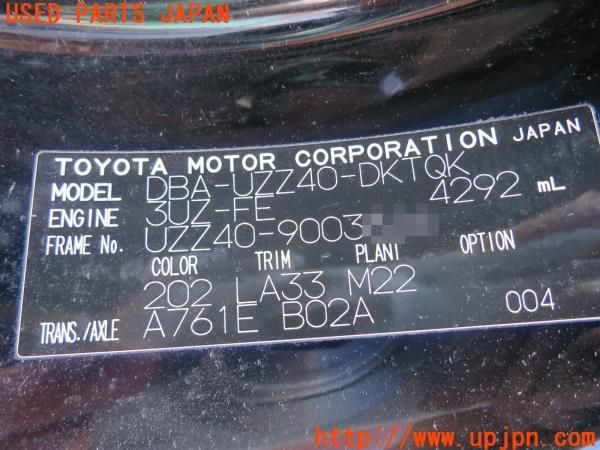 USED PARTS JAPAN
TOYOTA MOTOR CORPORATION JAPAN
MODEL DBA-UZZ40-DKTQK
ENGINE 3UZ-FE 4292 mL
FRAME No. UZZ40-9003
COLOR TRIM PLANT OPTION
202 LA33 M22
TRANS./AXLE A761E B02A 004
http://www.upjpn.com/